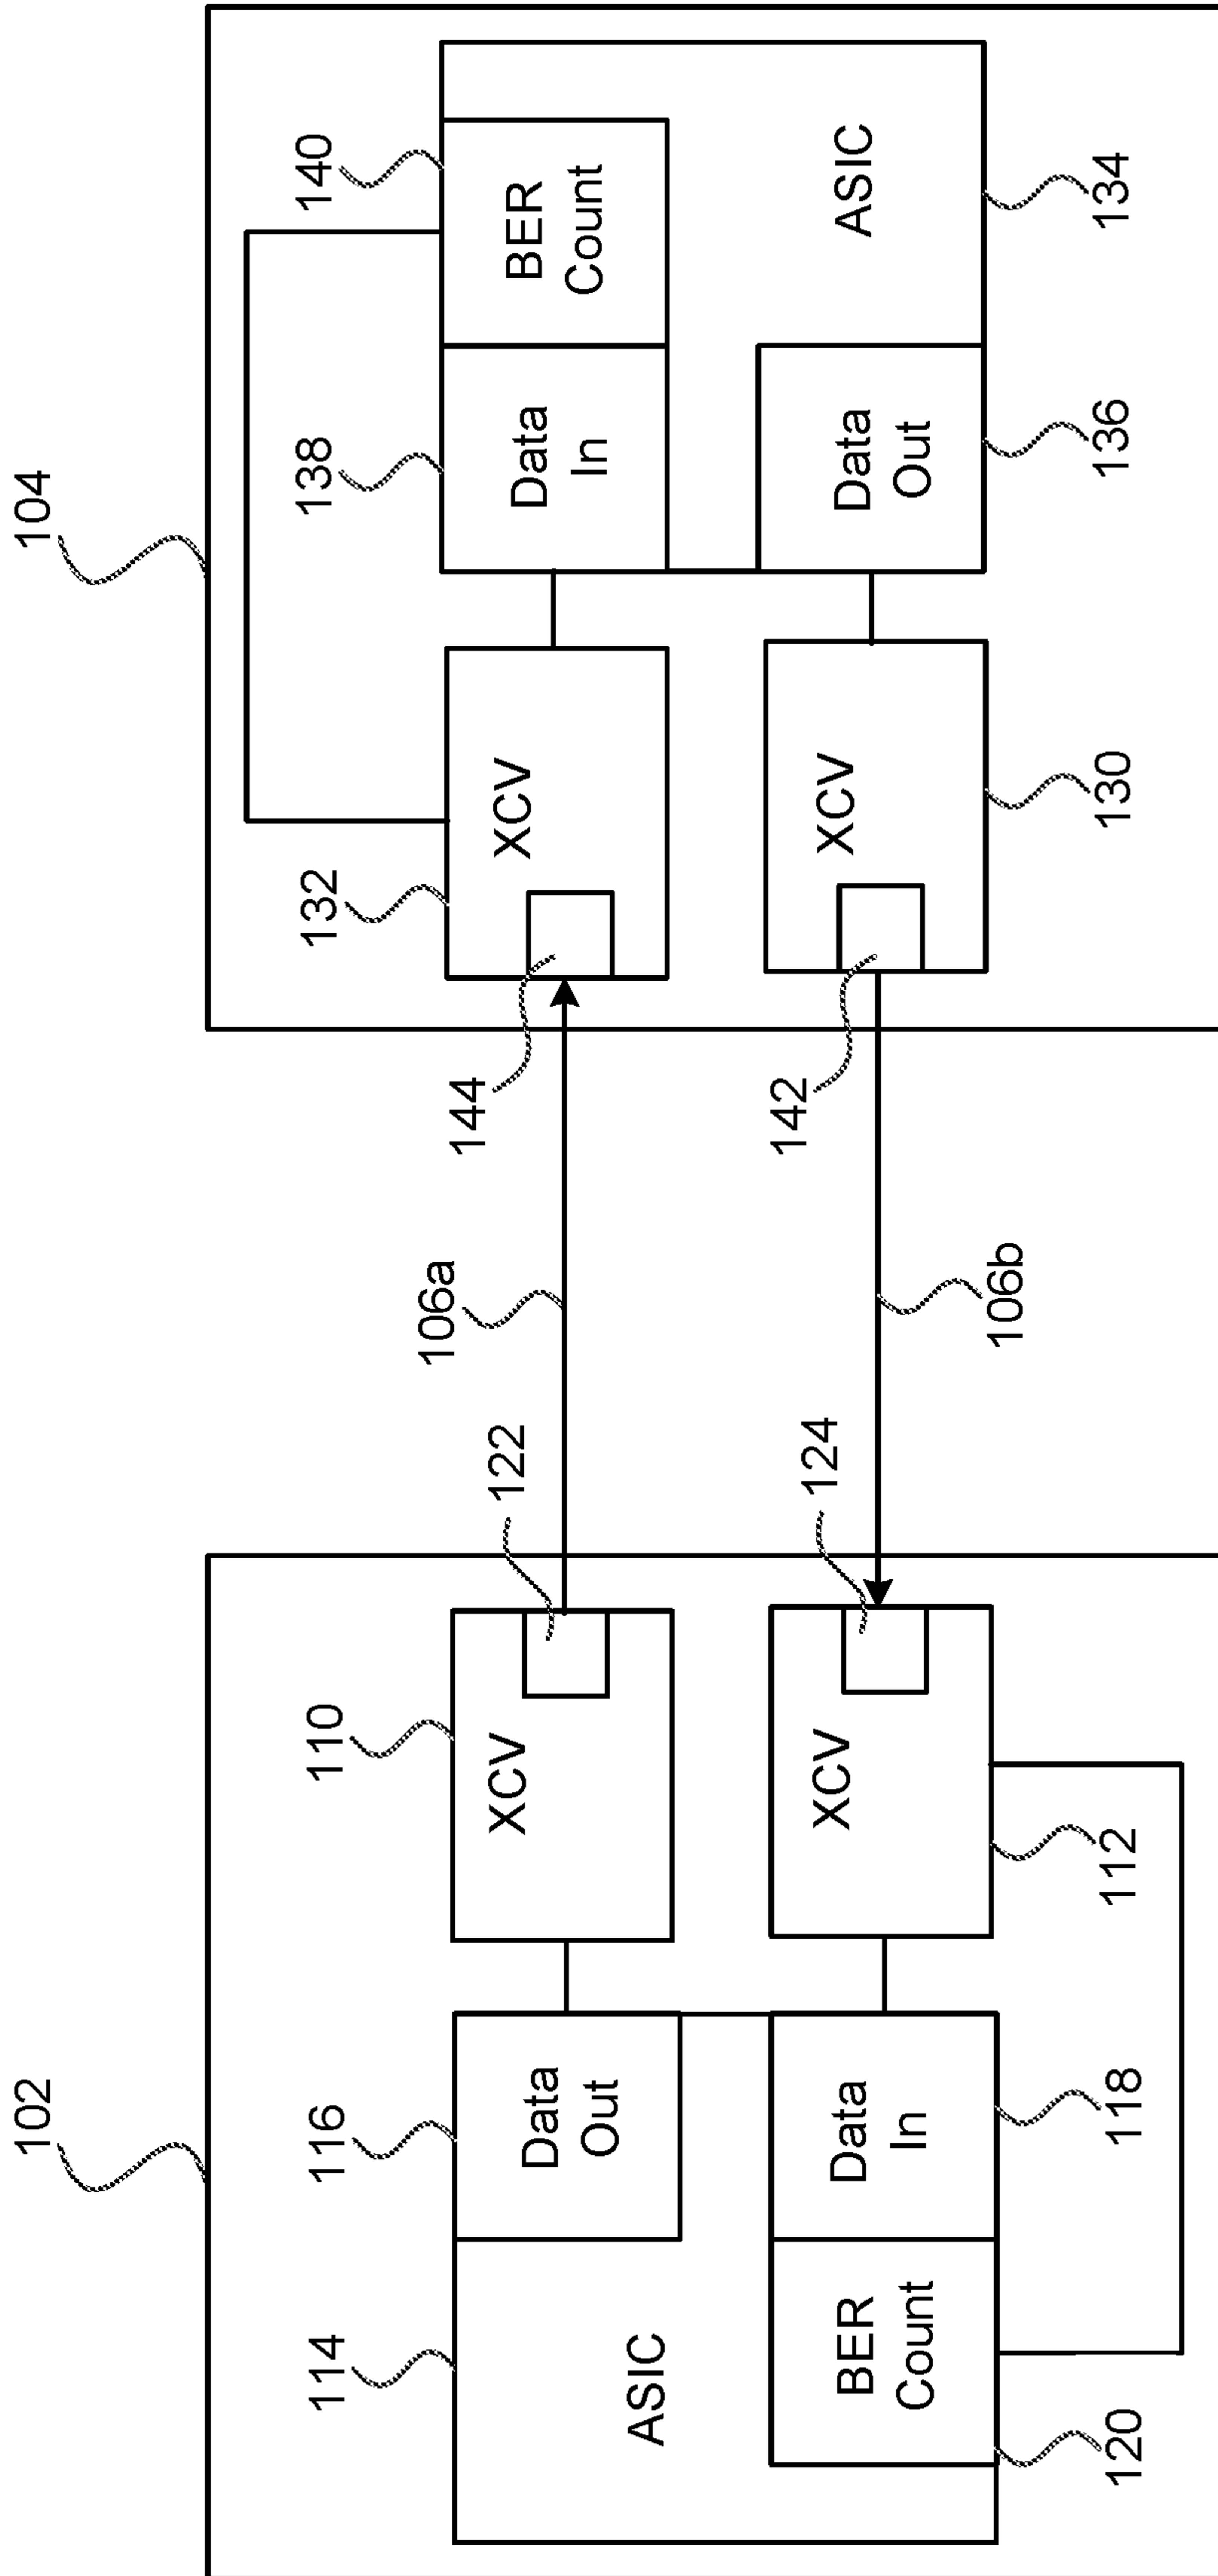 102
104
114
116
110
122
106a
144
132
138
140
ASIC
Data
Out
XCV
XCV
Data
In
BER
Count
BER
Count
Data
In
XCV
XCV
Data
Out
ASIC
120
118
112
124
106b
142
130
136
134